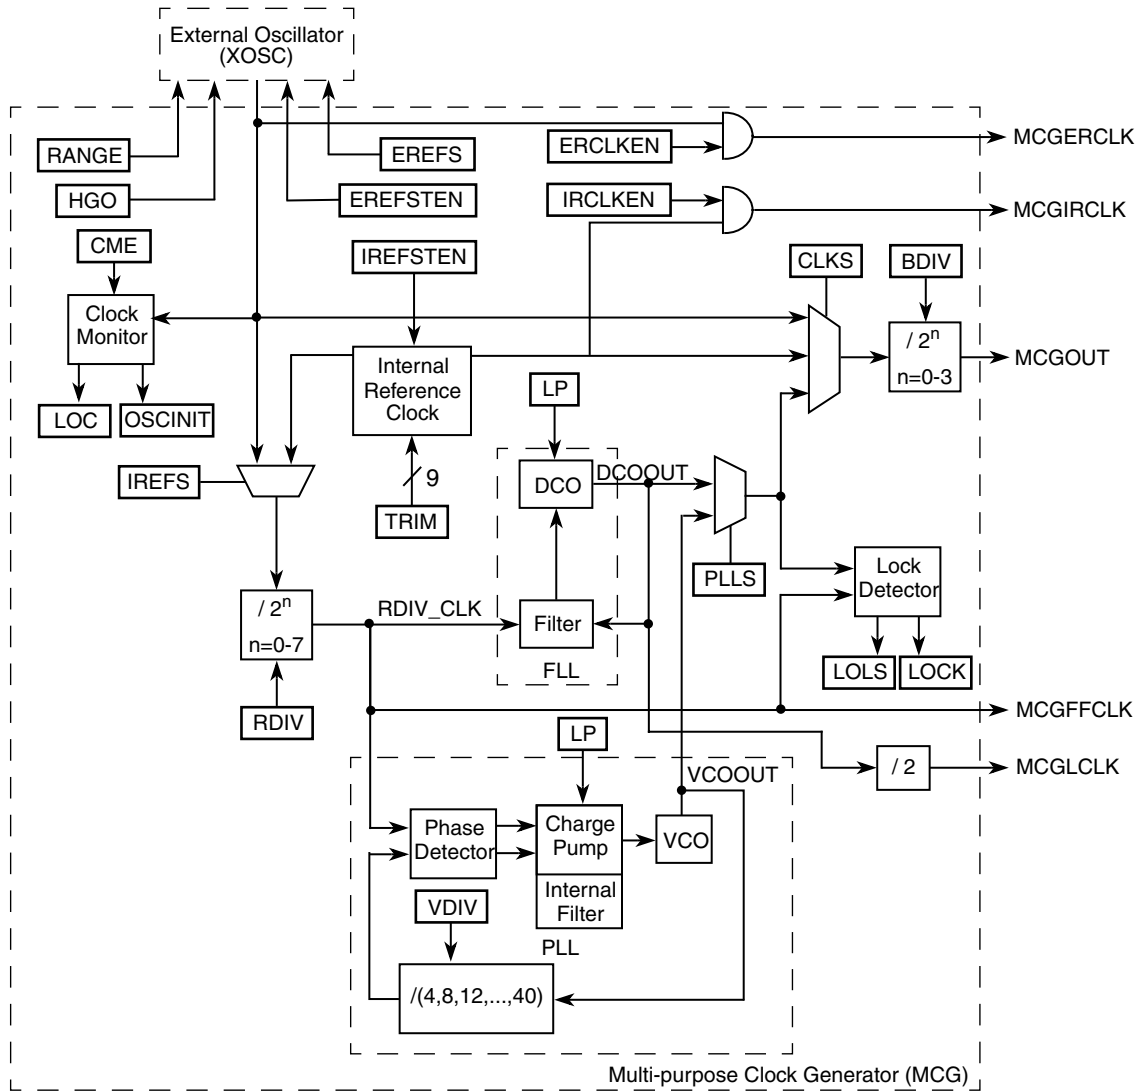 External Oscillator
(XOSC)
RANGE
EREFS
ERCLKEN
MCGERCLK
HGO
EREFSTEN
IRCLKEN
MCGIRCLK
CME
IREFSTEN
CLKS
BDIV
Clock
Monitor
Internal
Reference
Clock
/ 2n
n=0-3
MCGOUT
LOC
OSCINIT
LP
IREFS
9
TRIM
DCO
DCOOUT
PLLS
Lock
Detector
/ 2n
n=0-7
RDIV_CLK
Filter
FLL
LOLS
LOCK
RDIV
MCGFFCLK
LP
/ 2
MCGLCLK
VCOOUT
Phase
Detector
Charge
Pump
VCO
Internal
Filter
VDIV
PLL
/(4,8,12,...,40)
Multi-purpose Clock Generator (MCG)